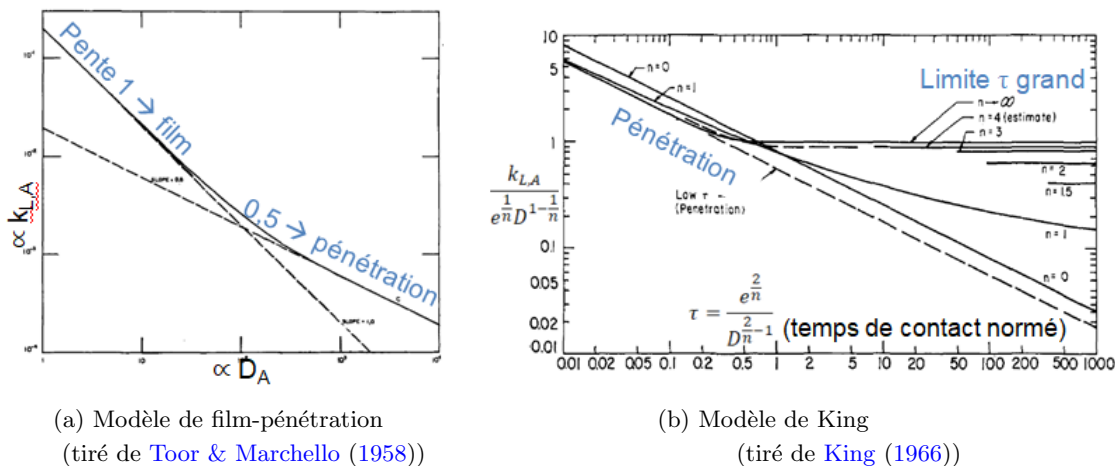 Pente 1 → film
0,5 → pénétration
SLOPE = 0.5
SLOPE = 1.0
∝ k_{L,A}
∝ D_A
10
5
2
1
0.5
0.2
0.1
0.05
0.02
0.01
n=0
n=1
Pénétration
Limite τ grand
n→∞
n=4 (estimate)
n=3
n=2
n=1.5
n=1
n=0
Low τ
(Penetration)
k_{L,A}
e^{1/n} D^{1-1/n}
τ = e^{2/n} / D^{2/n-1} (temps de contact normé)
0.01 0.02 0.05 0.1 0.2 0.5 1 2 5 10 20 50 100 200 500 1000
(a) Modèle de film-pénétration
(tiré de Toor & Marchello (1958))
(b) Modèle de King
(tiré de King (1966))